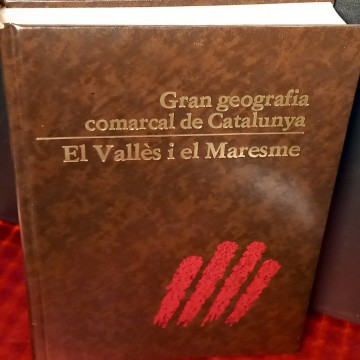 Gran geografia
comarcal de Catalunya
El Vallès i el Maresme